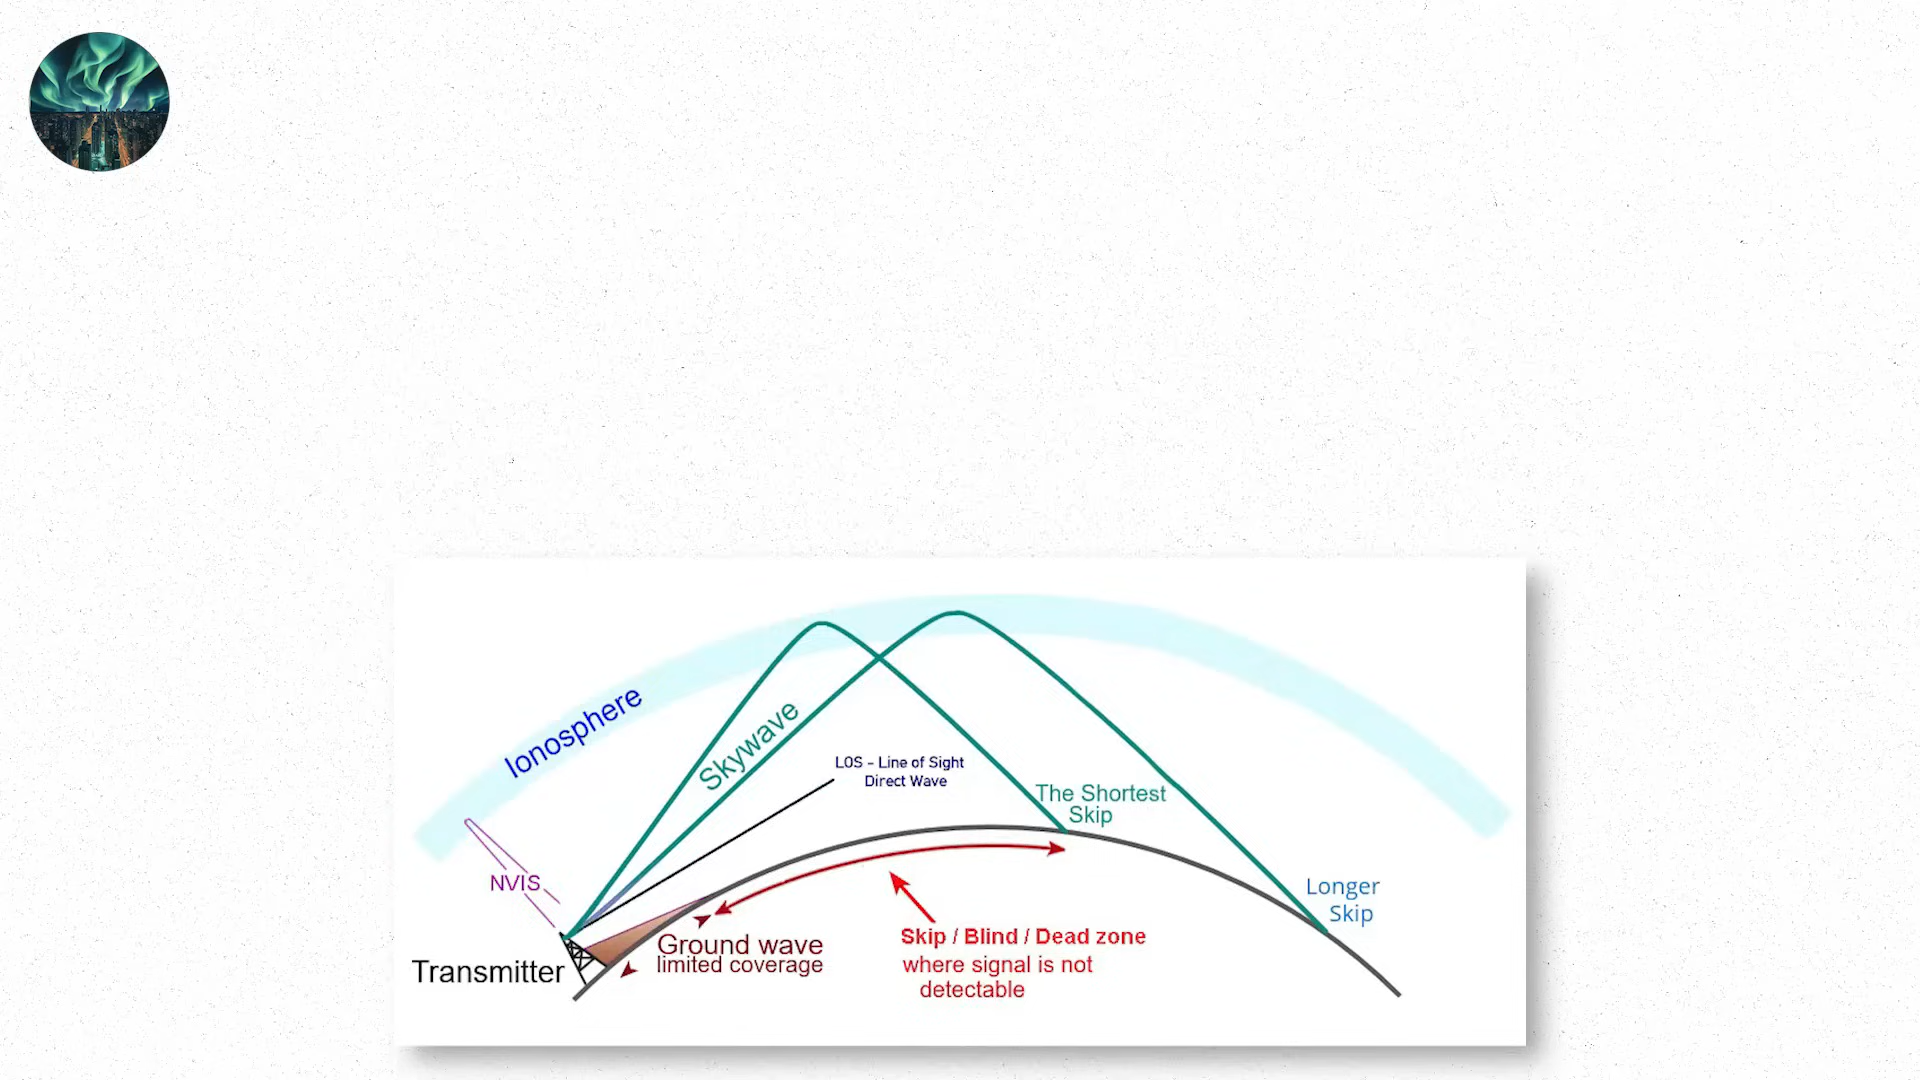 Ionosphere
Skywave
LOS - Line of Sight
Direct Wave
The Shortest
Skip
NVIS
Longer
Skip
Ground wave
limited coverage
Skip / Blind / Dead zone
where signal is not
detectable
Transmitter